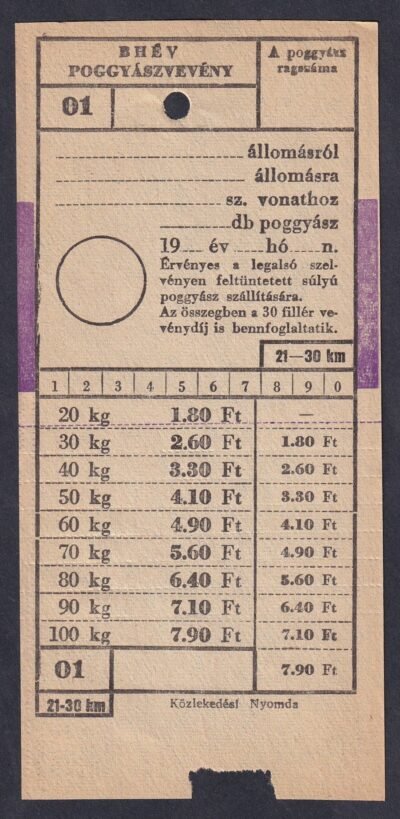 BHÉV
POGGYÁSZVEVÉNY
A poggyász
ragszáma
01
állomásról
állomásra
sz. vonathoz
db poggyász
19 év hó n.
Érvényes a legalsó szel-
vényen feltüntetett súlyú
poggyász szállítására.
Az összegben a 30 fillér ve-
vénydíj is bennfoglaltatik.
21—30 km
1 2 3 4 5 6 7 8 9 0
20 kg 1.80 Ft —
30 kg 2.60 Ft 1.80 Ft
40 kg 3.30 Ft 2.60 Ft
50 kg 4.10 Ft 3.30 Ft
60 kg 4.90 Ft 4.10 Ft
70 kg 5.60 Ft 4.90 Ft
80 kg 6.40 Ft 5.60 Ft
90 kg 7.10 Ft 6.40 Ft
100 kg 7.90 Ft 7.10 Ft
01 7.90 Ft
21-30 km
Közlekedési Nyomda